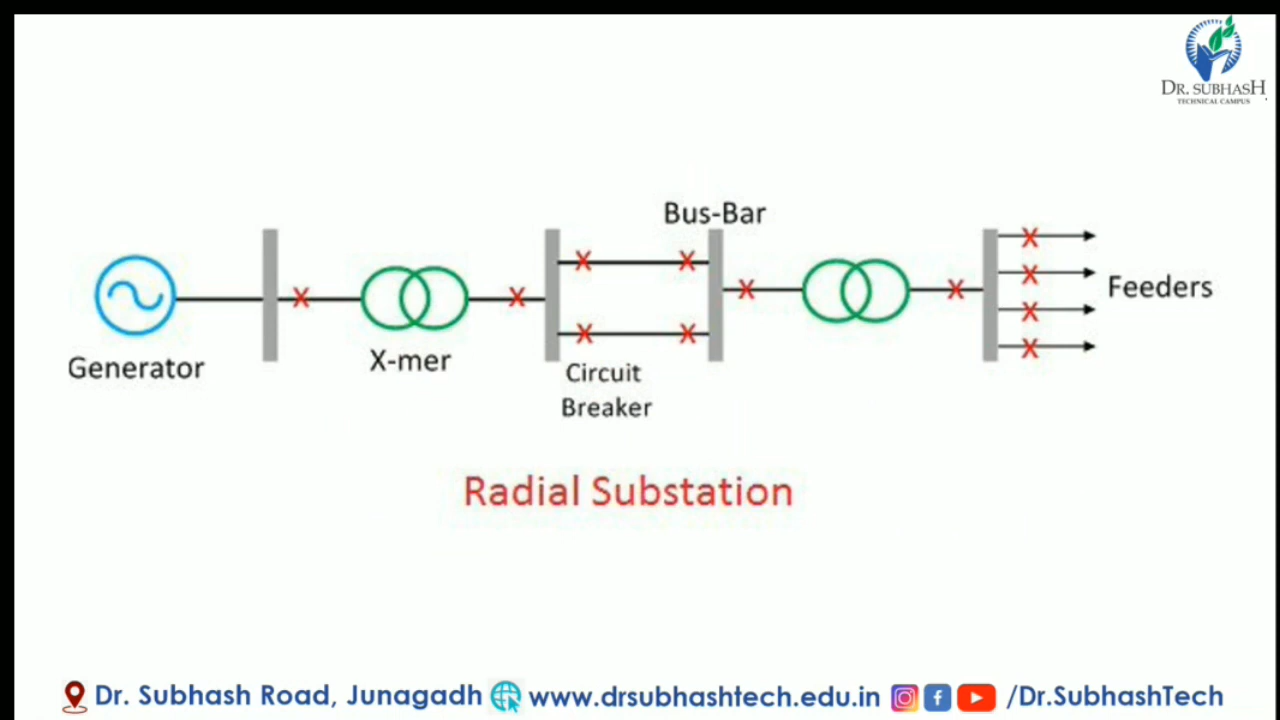 DR. SUBHASH
TECHNICAL CAMPUS
Bus-Bar
Generator
X-mer
Circuit
Breaker
Feeders
Radial Substation
Dr. Subhash Road, Junagadh www.drsubhashtech.edu.in /Dr.SubhashTech